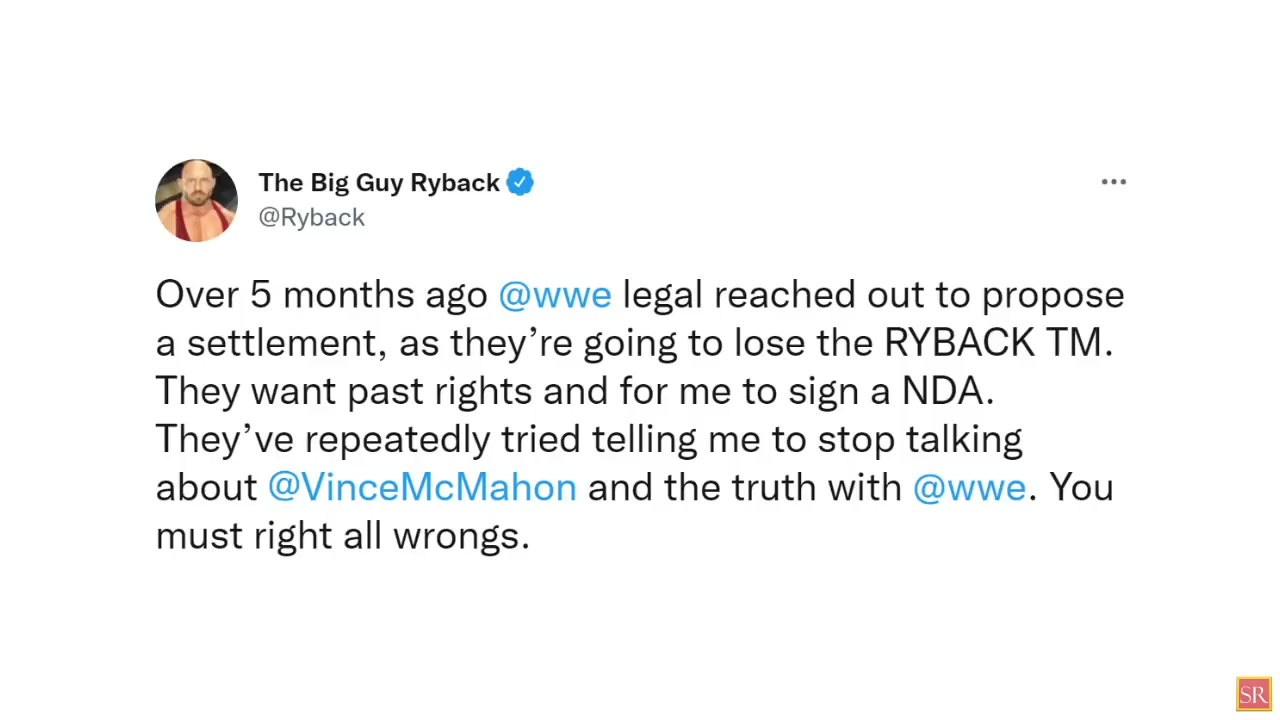 The Big Guy Ryback
@Ryback
Over 5 months ago @wwe legal reached out to propose
a settlement, as they’re going to lose the RYBACK TM.
They want past rights and for me to sign a NDA.
They’ve repeatedly tried telling me to stop talking
about @VinceMcMahon and the truth with @wwe. You
must right all wrongs.
SR